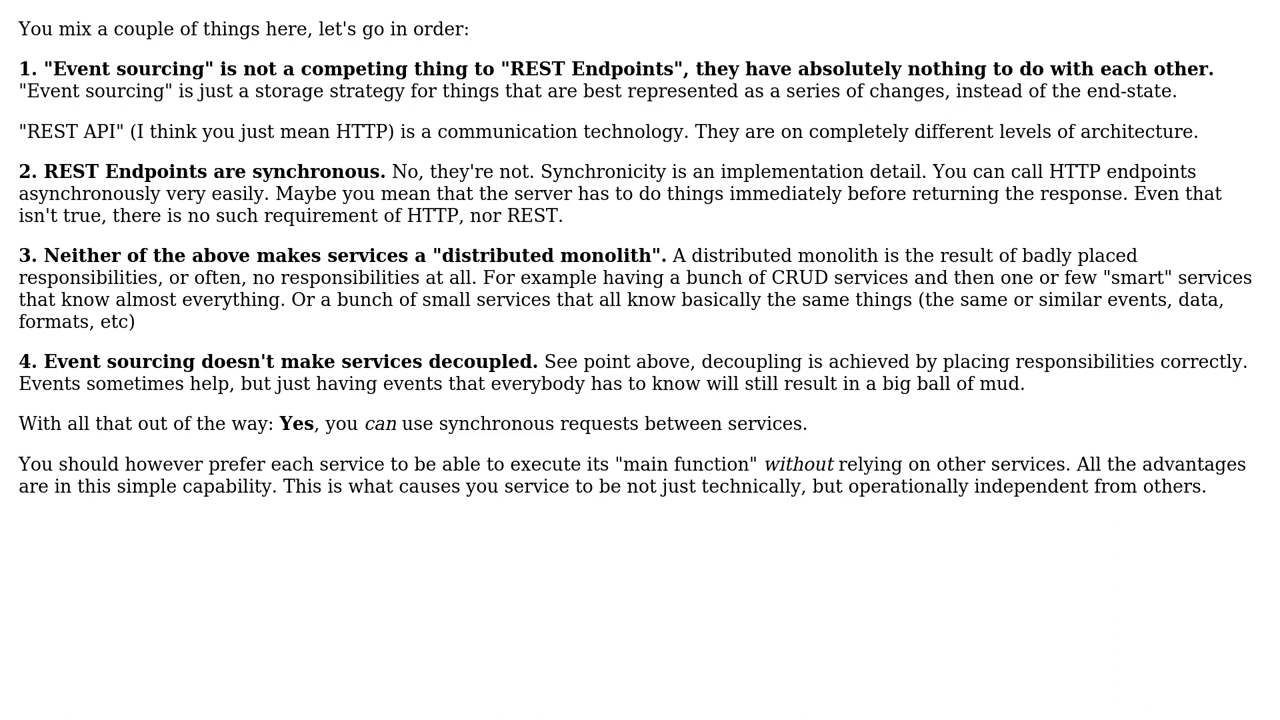 You mix a couple of things here, let's go in order:
1. "Event sourcing" is not a competing thing to "REST Endpoints", they have absolutely nothing to do with each other.
"Event sourcing" is just a storage strategy for things that are best represented as a series of changes, instead of the end-state.
"REST API" (I think you just mean HTTP) is a communication technology. They are on completely different levels of architecture.
2. REST Endpoints are synchronous. No, they're not. Synchronicity is an implementation detail. You can call HTTP endpoints
asynchronously very easily. Maybe you mean that the server has to do things immediately before returning the response. Even that
isn't true, there is no such requirement of HTTP, nor REST.
3. Neither of the above makes services a "distributed monolith". A distributed monolith is the result of badly placed
responsibilities, or often, no responsibilities at all. For example having a bunch of CRUD services and then one or few "smart" services
that know almost everything. Or a bunch of small services that all know basically the same things (the same or similar events, data,
formats, etc)
4. Event sourcing doesn't make services decoupled. See point above, decoupling is achieved by placing responsibilities correctly.
Events sometimes help, but just having events that everybody has to know will still result in a big ball of mud.
With all that out of the way: Yes, you can use synchronous requests between services.
You should however prefer each service to be able to execute its "main function" without relying on other services. All the advantages
are in this simple capability. This is what causes you service to be not just technically, but operationally independent from others.